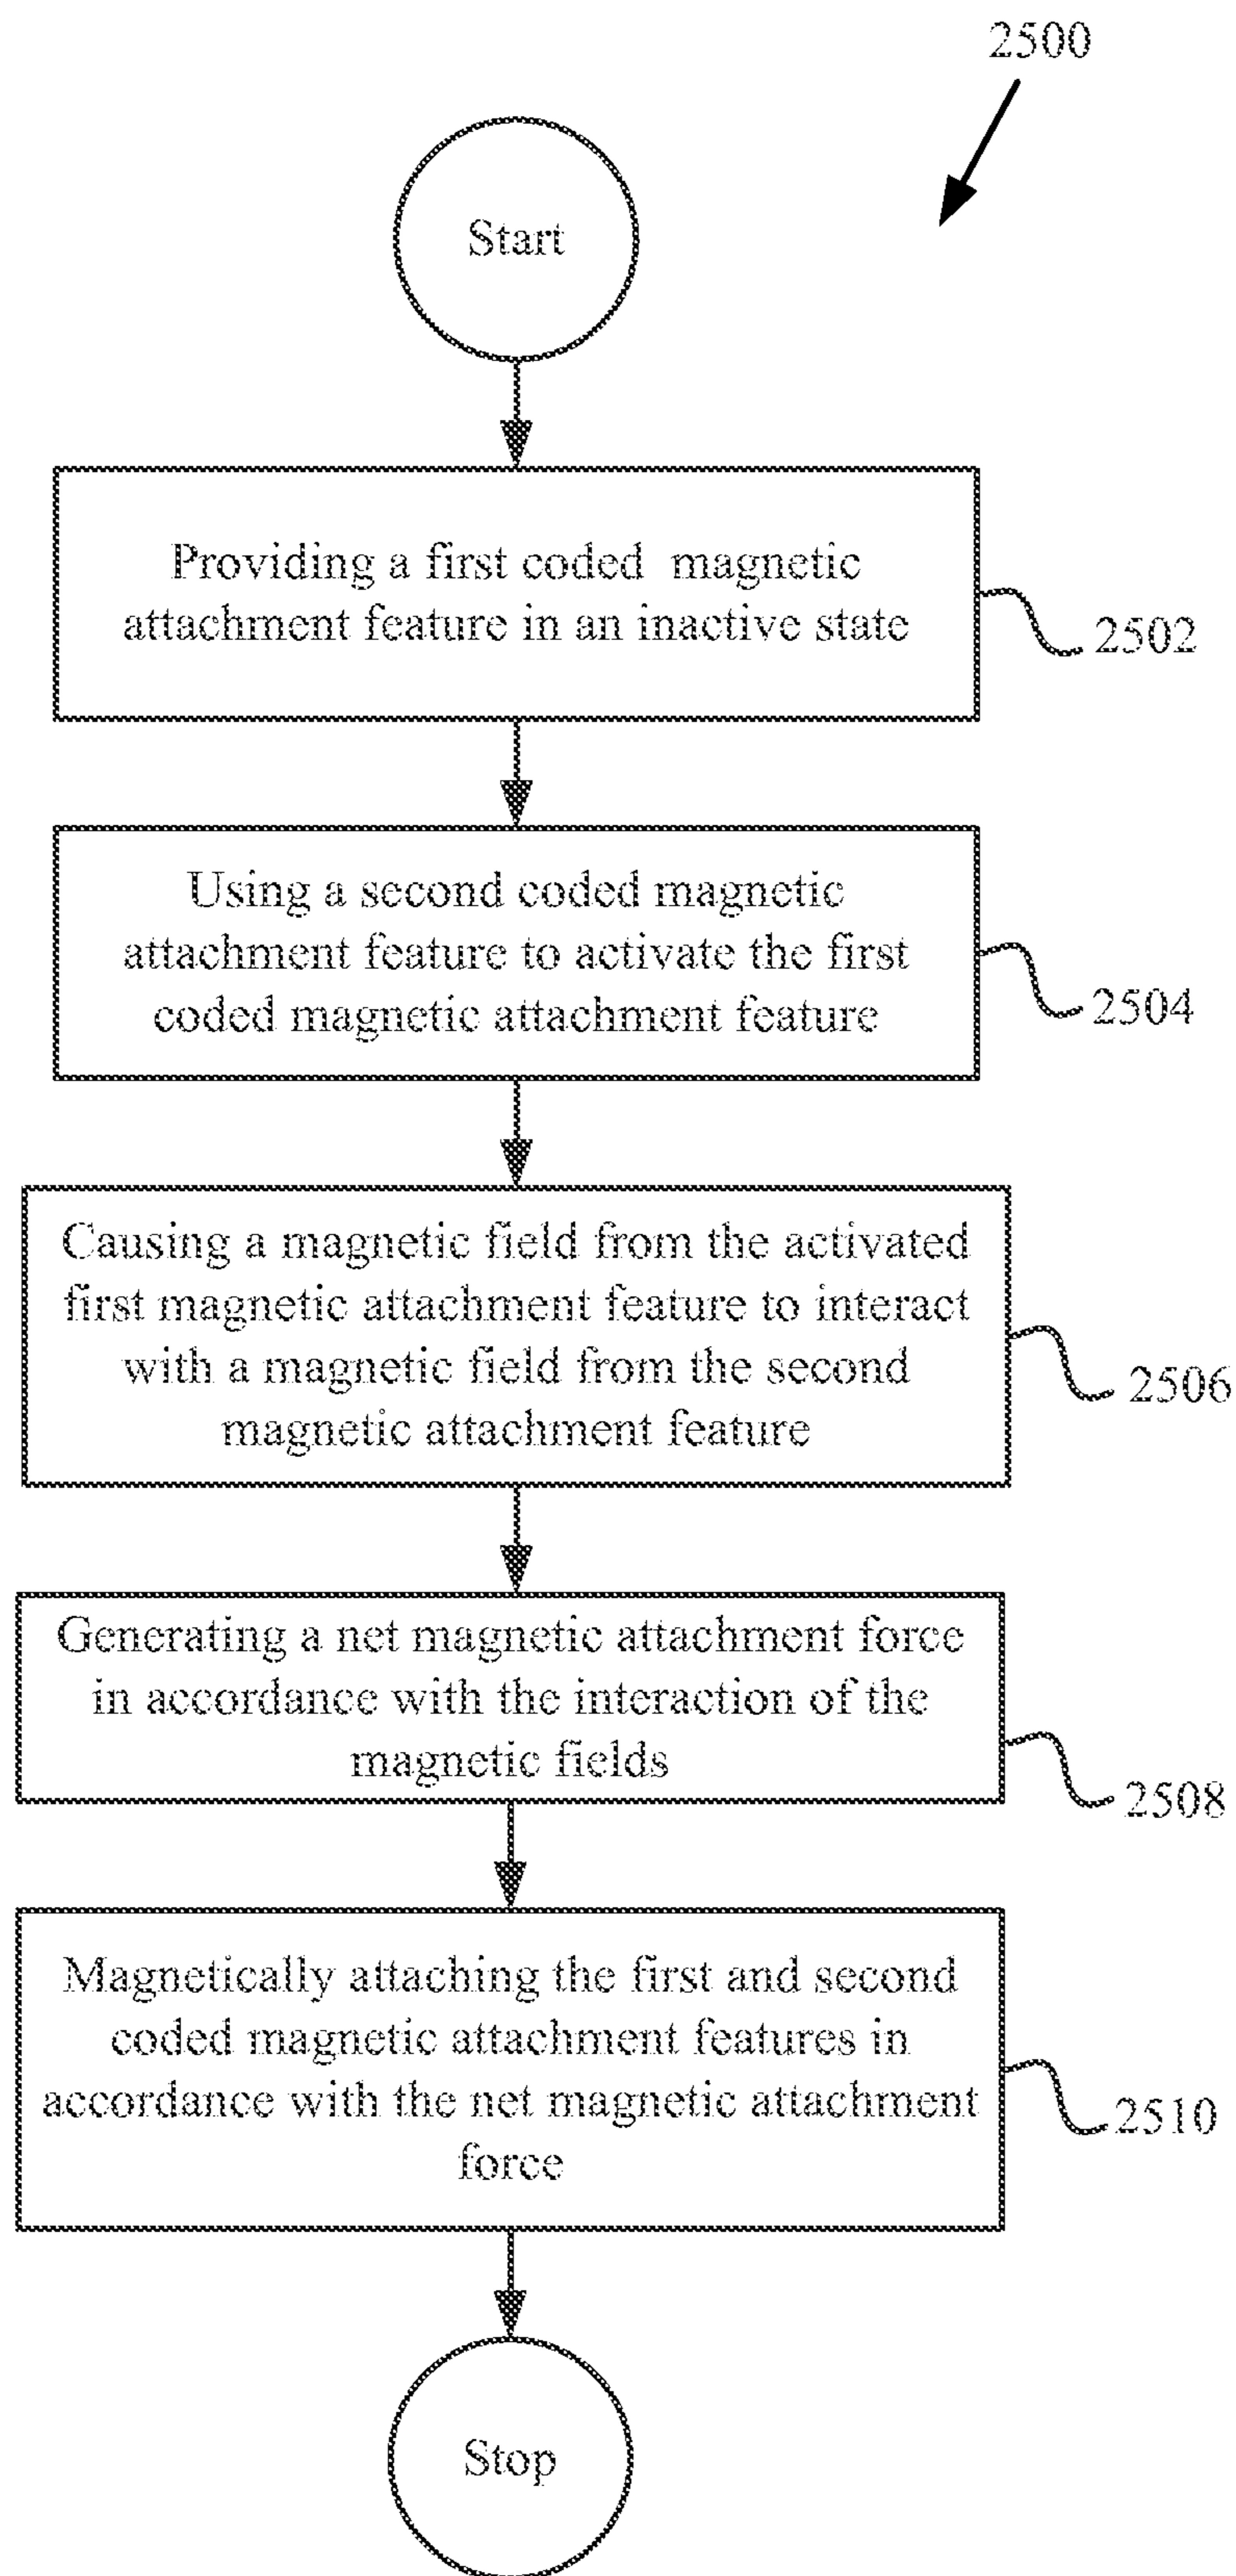 2500
Start
Providing a first coded magnetic
attachment feature in an inactive state
2502
Using a second coded magnetic
attachment feature to activate the first
coded magnetic attachment feature
2504
Causing a magnetic field from the activated
first magnetic attachment feature to interact
with a magnetic field from the second
magnetic attachment feature
2506
Generating a net magnetic attachment force
in accordance with the interaction of the
magnetic fields
2508
Magnetically attaching the first and second
coded magnetic attachment features in
accordance with the net magnetic attachment
force
2510
Stop